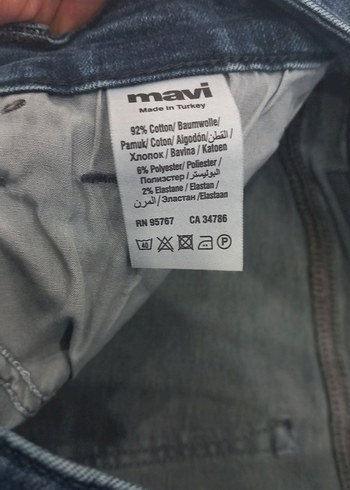 mavi
Made in Turkey
92% Cotton/ Baumwolle/
Pamuk/ Coton/ Algodón/القطن/
Хлопок / Bavlna / Katoen
6% Polyester/ Poliester /
Полиэстер /البوليستر/
2% Elastane / Elastan /
المرن/ Эластан /Elastaan
RN 95767 CA 34786
40 P